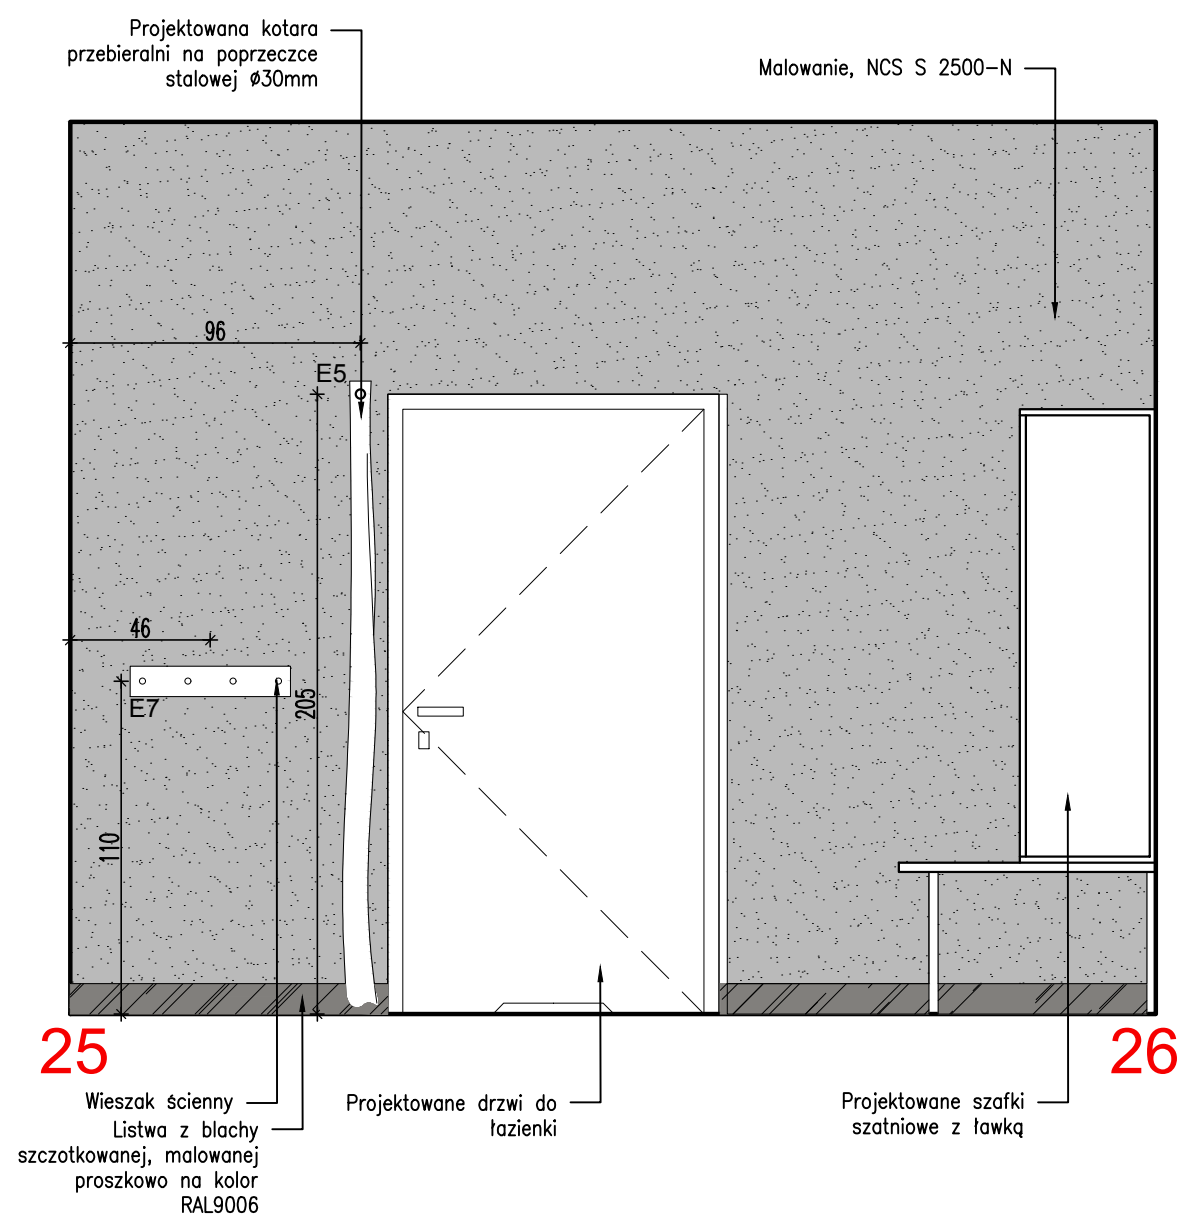 Projektowana kotara
przebieralni na poprzeczce
stalowej Ø30mm
Malowanie, NCS S 2500-N
96
E5
46
E7
205
110
25
26
Wieszak ścienny
Listwa z blachy
szczotkowanej, malowanej
proszkowo na kolor
RAL9006
Projektowane drzwi do
łazienki
Projektowane szafki
szatniowe z ławką